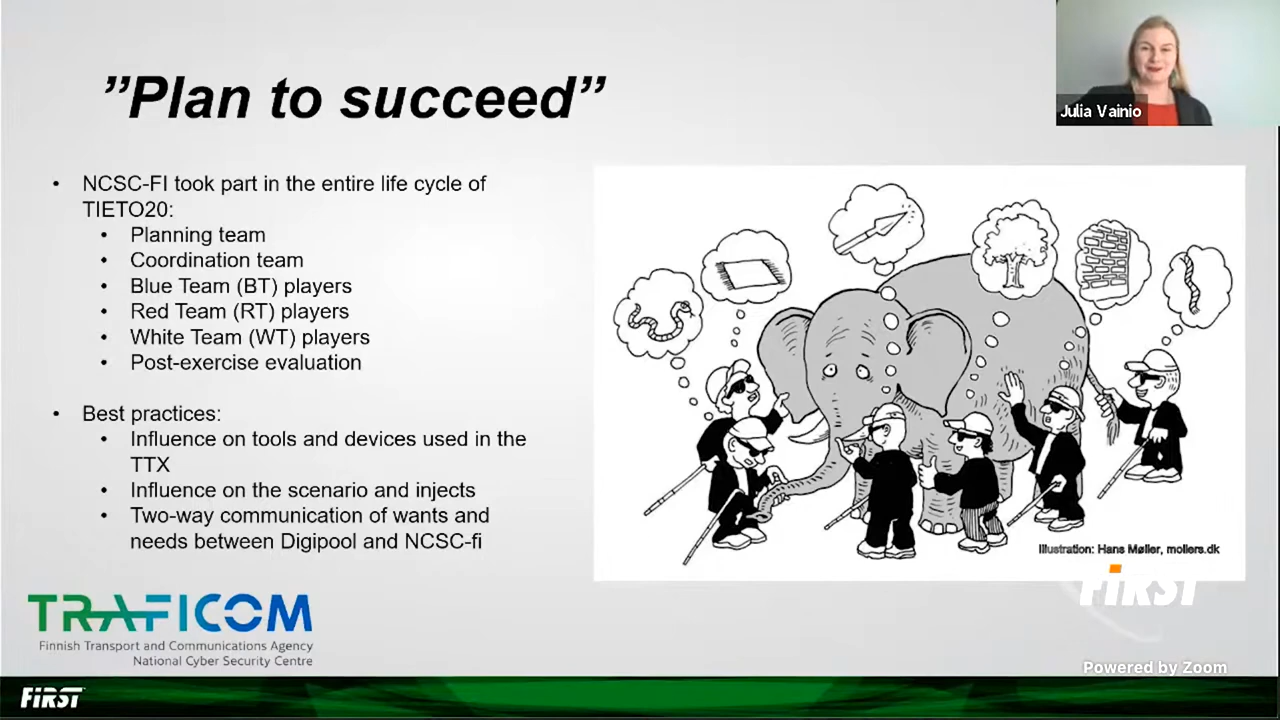 ”Plan to succeed”
Julia Vainio
• NCSC-FI took part in the entire life cycle of
TIETO20:
• Planning team
• Coordination team
• Blue Team (BT) players
• Red Team (RT) players
• White Team (WT) players
• Post-exercise evaluation
• Best practices:
• Influence on tools and devices used in the
TTX
• Influence on the scenario and injects
• Two-way communication of wants and
needs between Digipool and NCSC-fi
Illustration: Hans Møller, mollers.dk
FiRST
TRAFICOM
Finnish Transport and Communications Agency
National Cyber Security Centre
Powered by Zoom
FiRST